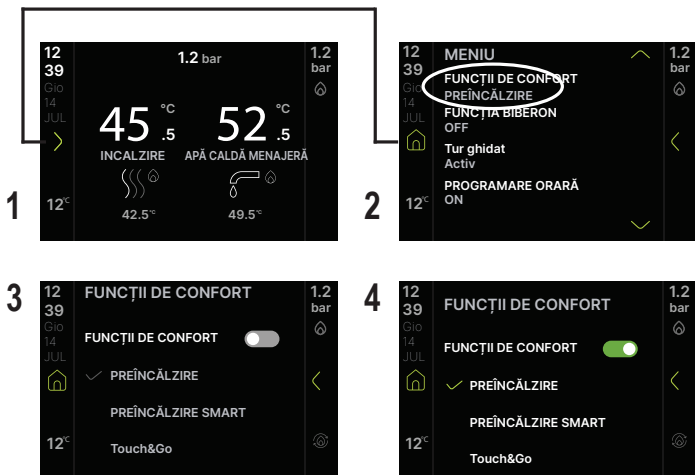 1
12
39
Gio
14
JUL
12°C
1.2 bar
1.2
bar
45.5 °C
52.5 °C
INCALZIRE
APĂ CALDĂ MENAJERĂ
42.5°C
49.5°C
2
12
39
Gio
14
JUL
12°C
MENIU
FUNCȚII DE CONFORT
PREÎNCĂLZIRE
FUNCȚIA BIBERON
OFF
Tur ghidat
Activ
PROGRAMARE ORARĂ
ON
1.2
bar
3
12
39
Gio
14
JUL
12°C
FUNCȚII DE CONFORT
FUNCȚII DE CONFORT
PREÎNCĂLZIRE
PREÎNCĂLZIRE SMART
Touch&Go
1.2
bar
4
12
39
Gio
14
JUL
12°C
FUNCȚII DE CONFORT
FUNCȚII DE CONFORT
PREÎNCĂLZIRE
PREÎNCĂLZIRE SMART
Touch&Go
1.2
bar